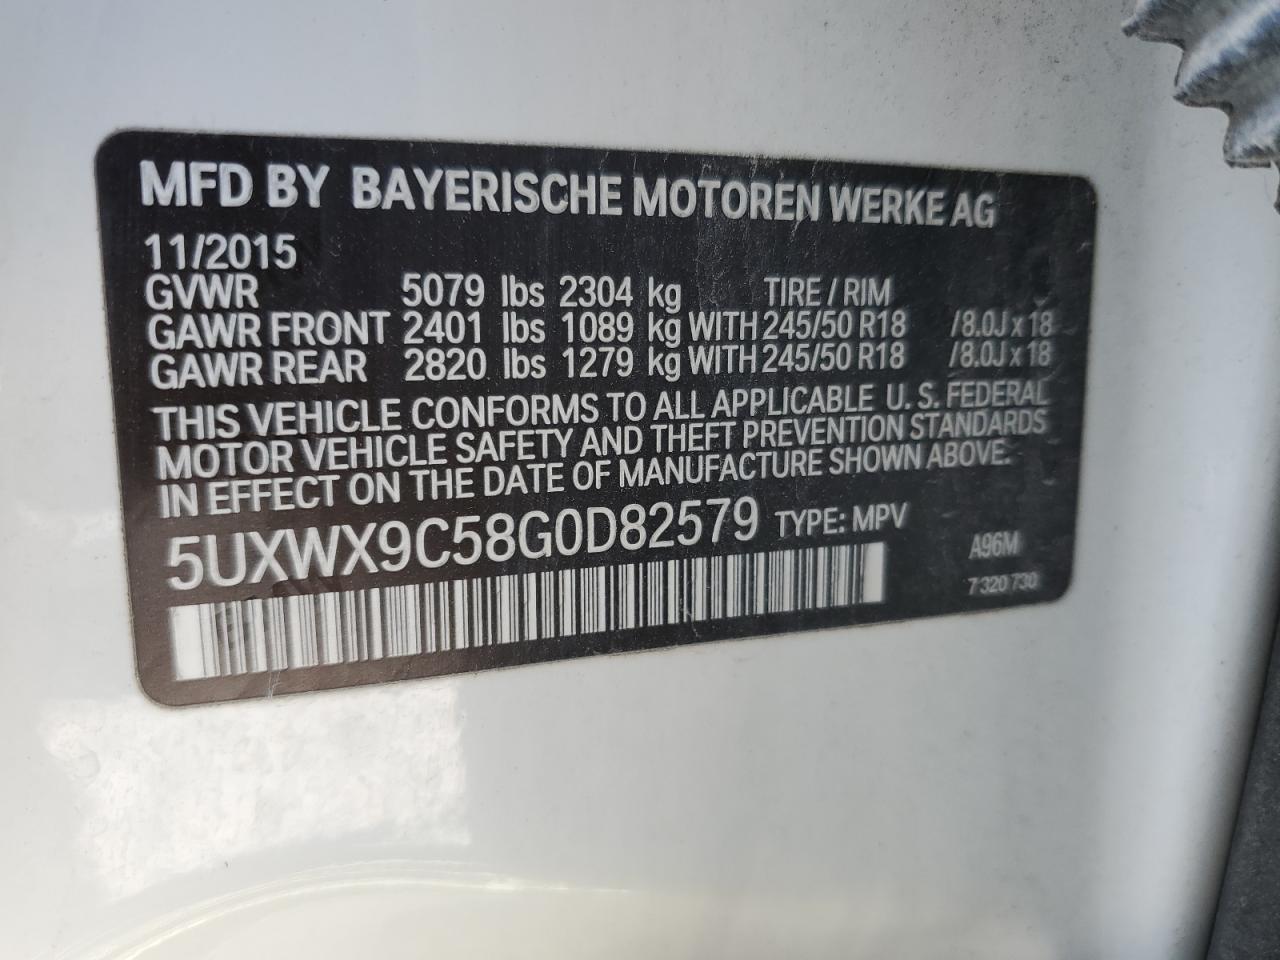 MFD BY BAYERISCHE MOTOREN WERKE AG
11/2015
GVWR 5079 lbs 2304 kg TIRE / RIM
GAWR FRONT 2401 lbs 1089 kg WITH 245/50 R18 /8.0J x 18
GAWR REAR 2820 lbs 1279 kg WITH 245/50 R18 /8.0J x 18
THIS VEHICLE CONFORMS TO ALL APPLICABLE U. S. FEDERAL
MOTOR VEHICLE SAFETY AND THEFT PREVENTION STANDARDS
IN EFFECT ON THE DATE OF MANUFACTURE SHOWN ABOVE.
5UXWX9C58G0D82579 TYPE: MPV
A96M
7 320 730